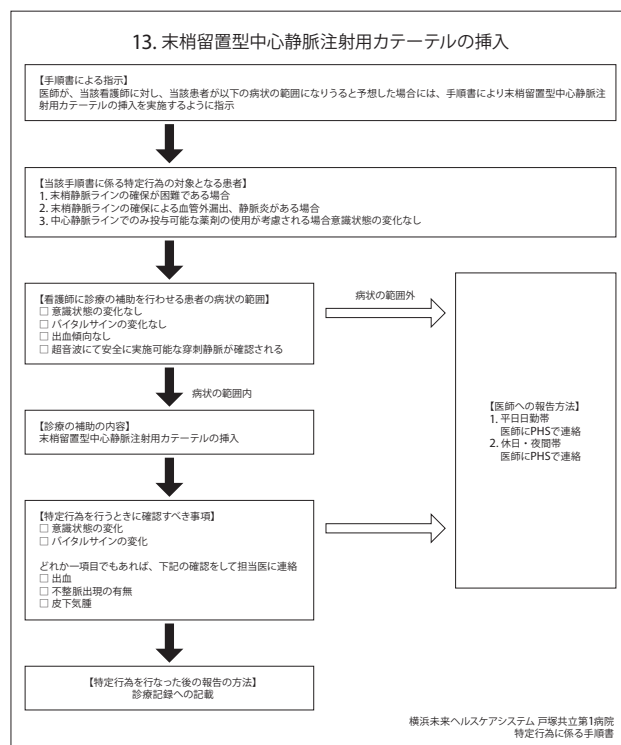 13. 末梢留置型中心静脈注射用カテーテルの挿入
【手順書による指示】
医師が、当該看護師に対し、当該患者が以下の病状の範囲になりうると予想した場合には、手順書により末梢留置型中心静脈注
射用カテーテルの挿入を実施するように指示
【当該手順書に係る特定行為の対象となる患者】
1. 末梢静脈ラインの確保が困難である場合
2. 末梢静脈ラインの確保による血管外漏出、静脈炎がある場合
3. 中心静脈ラインでのみ投与可能な薬剤の使用が考慮される場合意識状態の変化なし
【看護師に診療の補助を行わせる患者の病状の範囲】
□ 意識状態の変化なし
□ バイタルサインの変化なし
□ 出血傾向なし
□ 超音波にて安全に実施可能な穿刺静脈が確認される
病状の範囲外
病状の範囲内
【診療の補助の内容】
末梢留置型中心静脈注射用カテーテルの挿入
【医師への報告方法】
1. 平日日勤帯
医師にPHSで連絡
2. 休日・夜間帯
医師にPHSで連絡
【特定行為を行うときに確認すべき事項】
□ 意識状態の変化
□ バイタルサインの変化
どれか一項目でもあれば、下記の確認をして担当医に連絡
□ 出血
□ 不整脈出現の有無
□ 皮下気腫
【特定行為を行なった後の報告の方法】
診療記録への記載
横浜未来ヘルスケアシステム 戸塚共立第1病院
特定行為に係る手順書